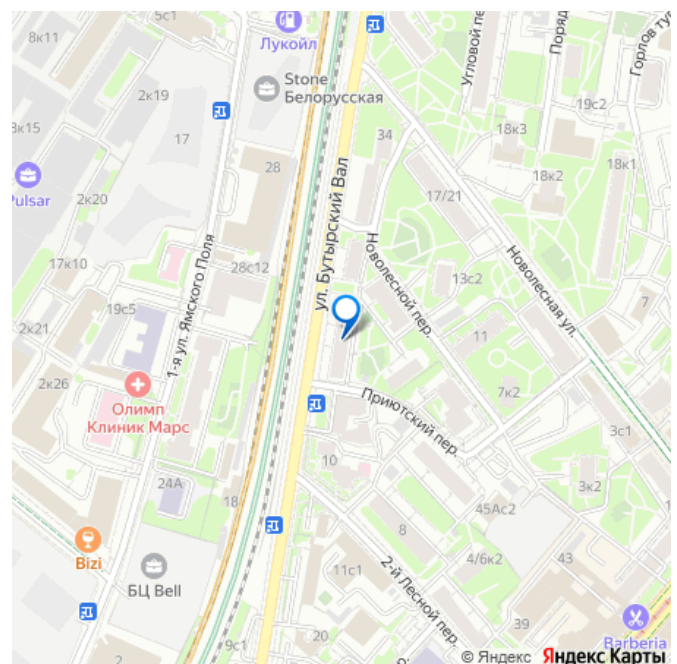 5с1
8к11
Лукойл
Угловой пе
Поряд
Горлов туп
2к19
Stone
Белорусская
17
34
18к3
19с2
3к15
28
18к2
18к1
Pulsar
2к20
ул. Бутырский Вал
17/21
17к10
28с12
1-я ул. Ямского Поля
Новолесной пер.
13с2
Новолесная ул.
7
19с5
2к21
11
2к26
Олимп
Клиник Марс
Приютский пер.
7к2
3с1
10
24А
18
45Ас2
3к2
8
Bizi
БЦ Bell
11с1
4/6к2
43
2-й Лесной пер.
39
20
9с1
2
Barberia
© Яндекс Яндекс Карты